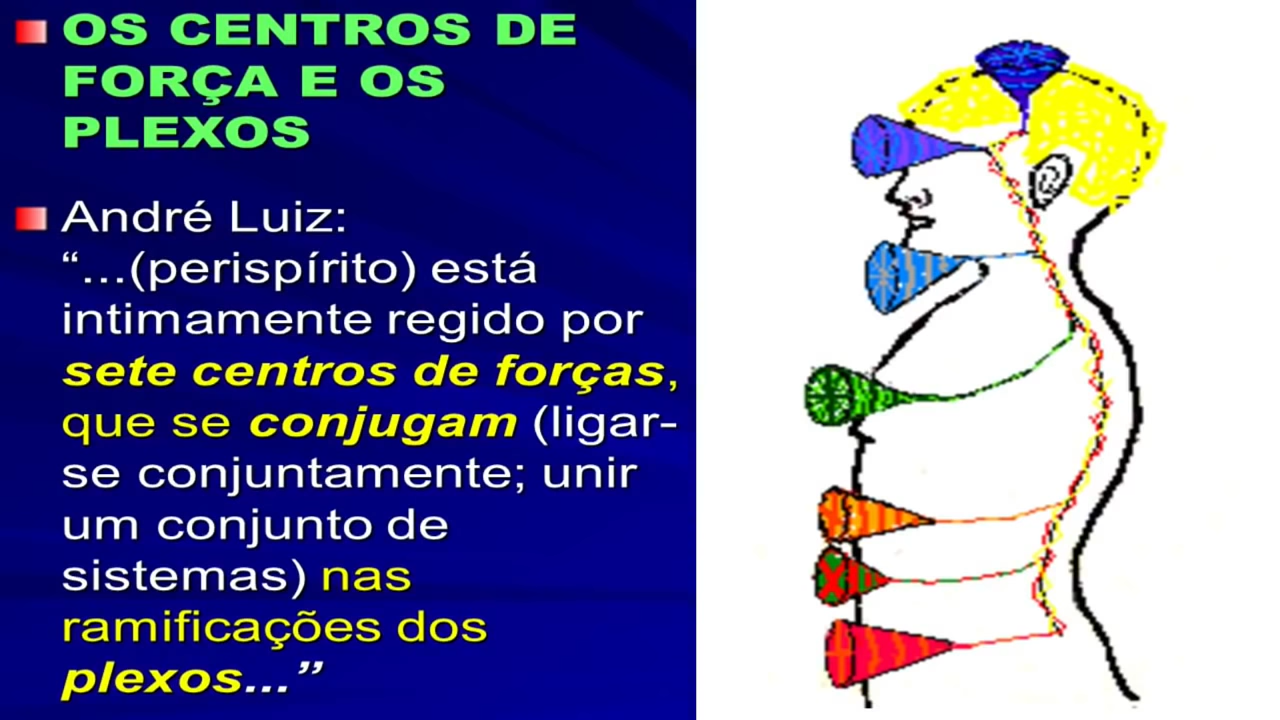 OS CENTROS DE
FORÇA E OS
PLEXOS
André Luiz:
“...(perispírito) está
intimamente regido por
sete centros de forças,
que se conjugam (ligar-
se conjuntamente; unir
um conjunto de
sistemas) nas
ramificações dos
plexos...”